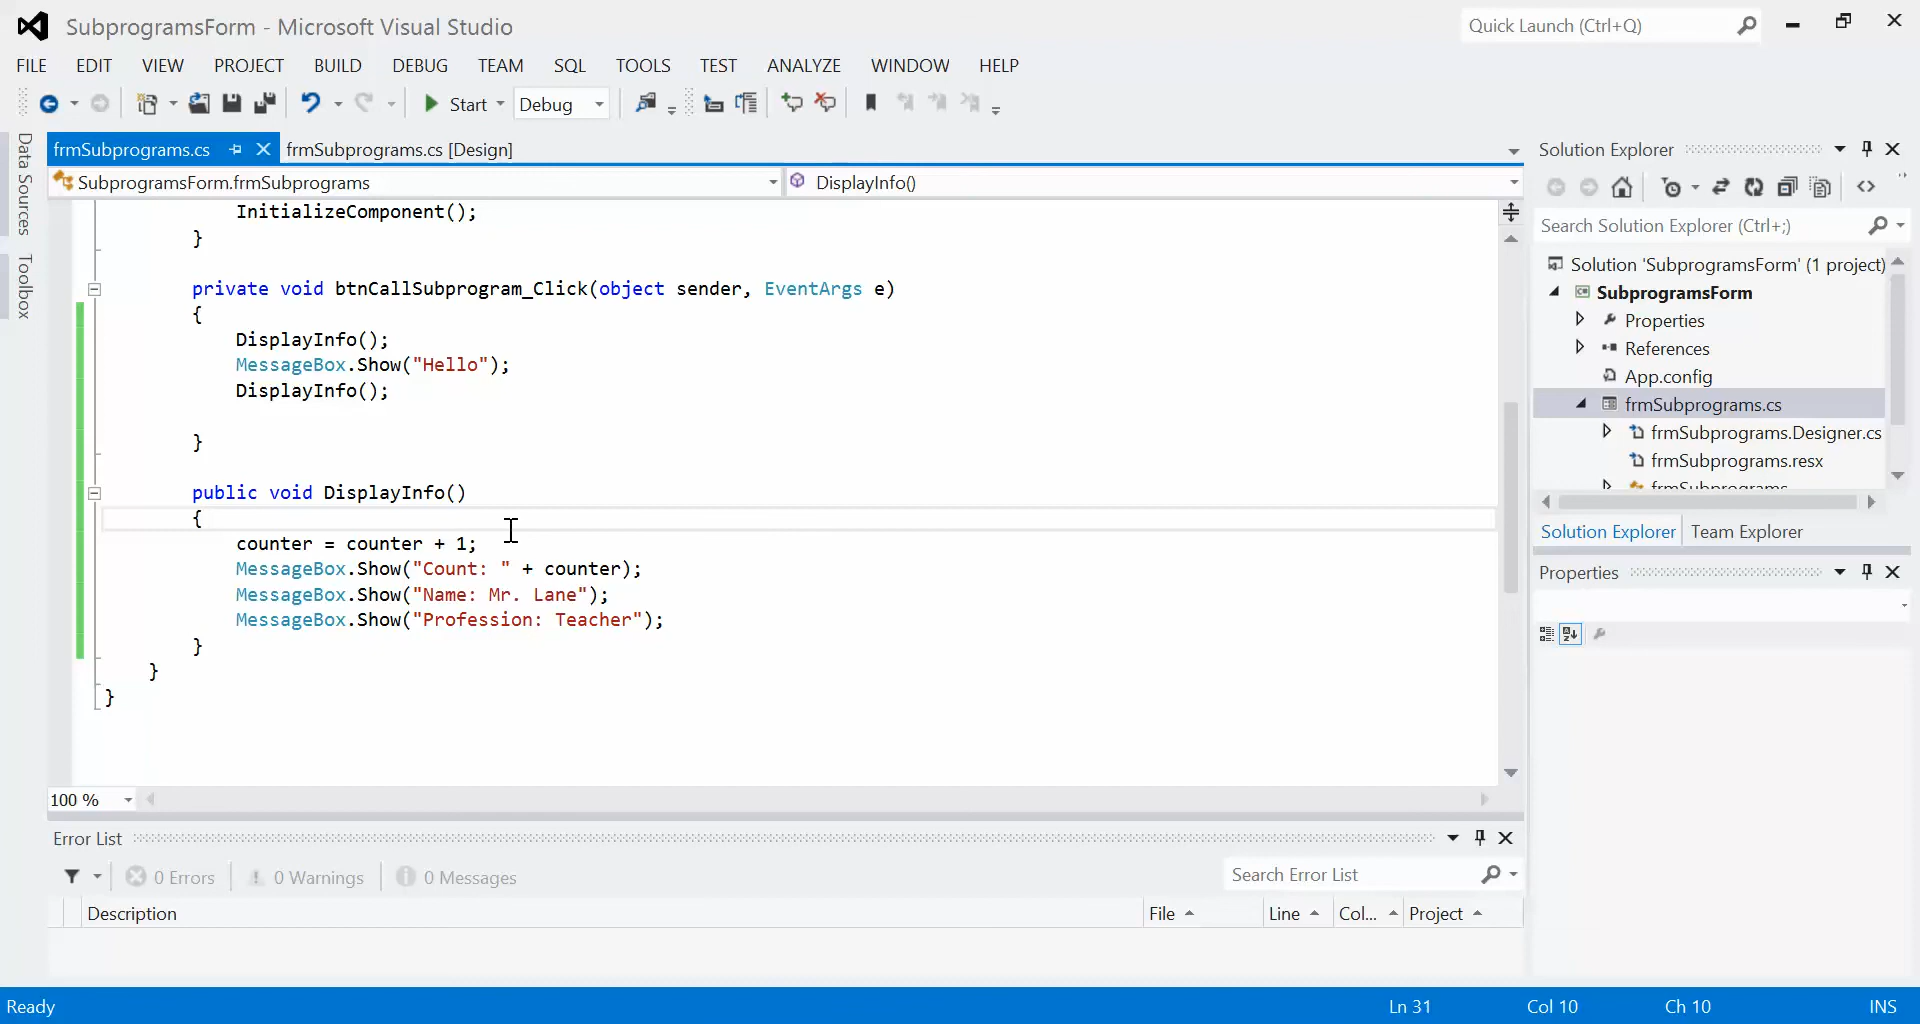 SubprogramsForm - Microsoft Visual Studio
Quick Launch (Ctrl+Q)
FILE EDIT VIEW PROJECT BUILD DEBUG TEAM SQL TOOLS TEST ANALYZE WINDOW HELP
Start Debug
Data Sources
Toolbox
frmSubprograms.cs frmSubprograms.cs [Design]
SubprogramsForm.frmSubprograms DisplayInfo()
InitializeComponent();
}
private void btnCallSubprogram_Click(object sender, EventArgs e)
{
DisplayInfo();
MessageBox.Show("Hello");
DisplayInfo();
}
public void DisplayInfo()
{
counter = counter + 1;
MessageBox.Show("Count: " + counter);
MessageBox.Show("Name: Mr. Lane");
MessageBox.Show("Profession: Teacher");
}
}
}
100 %
Solution Explorer
Search Solution Explorer (Ctrl+;)
Solution 'SubprogramsForm' (1 project)
SubprogramsForm
Properties
References
App.config
frmSubprograms.cs
frmSubprograms.Designer.cs
frmSubprograms.resx
frmSubprograms
Solution Explorer Team Explorer
Properties
Error List
0 Errors 0 Warnings 0 Messages
Search Error List
Description File Line Col... Project
Ready Ln 31 Col 10 Ch 10 INS